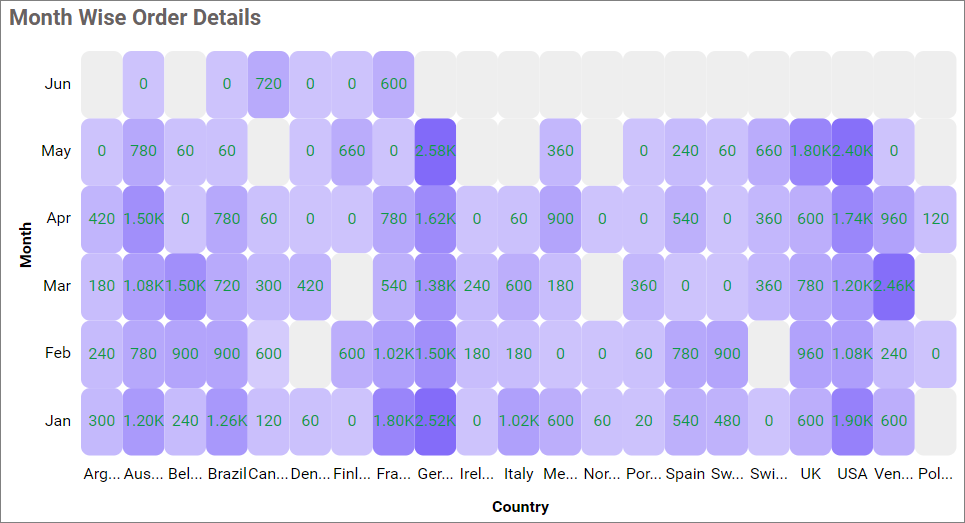 Month Wise Order Details
Jun 0 0 720 0 0 600
May 0 780 60 60 0 660 0 2.58K 360 0 240 60 660 1.80K 2.40K 0
Apr 420 1.50K 0 780 60 0 0 780 1.62K 0 60 900 0 0 540 0 360 600 1.74K 960 120
Mar 180 1.08K 1.50K 720 300 420 540 1.38K 240 600 180 360 0 0 360 780 1.20K 2.46K
Feb 240 780 900 900 600 600 1.02K 1.50K 180 180 0 0 60 780 900 960 1.08K 240 0
Jan 300 1.20K 240 1.26K 120 60 0 1.80K 2.52K 0 1.02K 600 60 20 540 480 0 600 1.90K 600
Arg... Aus... Bel... Brazil Can... Den... Finl... Fra... Ger... Irel... Italy Me... Nor... Por... Spain Sw... Swi... UK USA Ven... Pol...
Month
Country